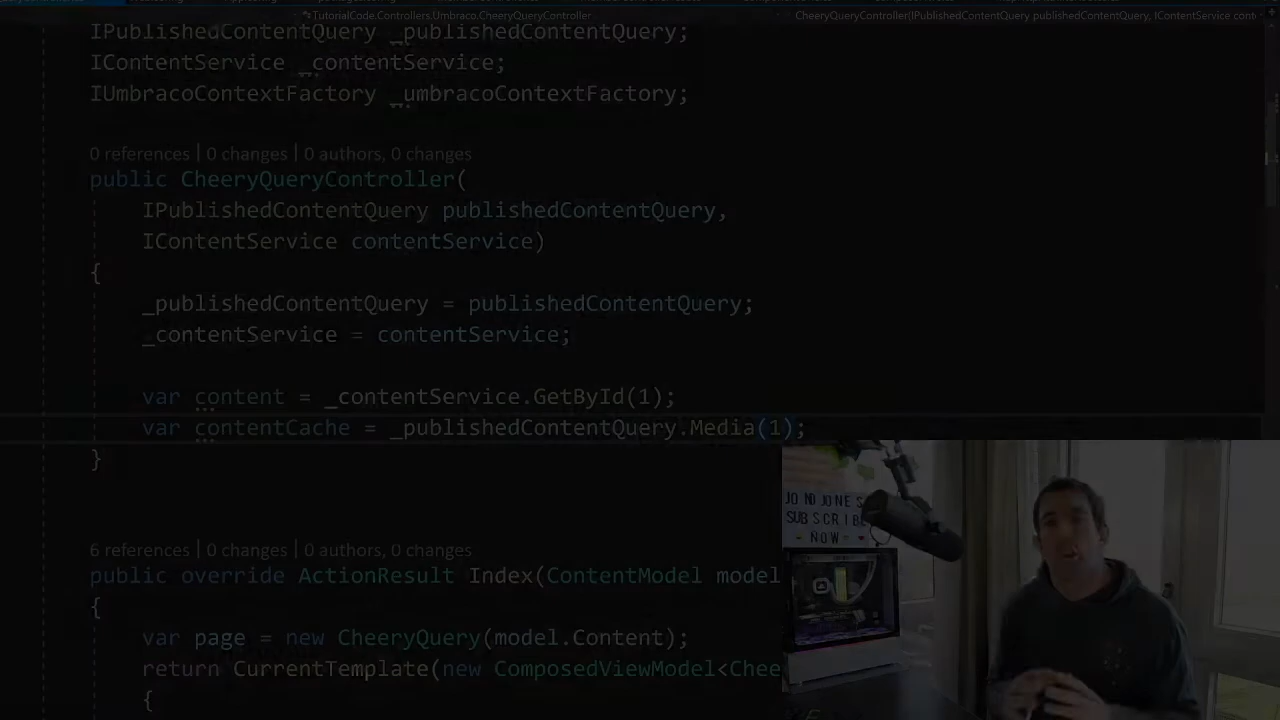 *TutorialCode.Controllers.Umbraco.CheeryQueryController
CheeryQueryController(IPublishedContentQuery publishedContentQuery, IContentService cont
IPublishedContentQuery _publishedContentQuery;
IContentService _contentService;
IUmbracoContextFactory _umbracoContextFactory;
0 references | 0 changes | 0 authors, 0 changes
public CheeryQueryController(
IPublishedContentQuery publishedContentQuery,
IContentService contentService)
{
_publishedContentQuery = publishedContentQuery;
_contentService = contentService;
var content = _contentService.GetById(1);
var contentCache = _publishedContentQuery.Media(1);
}
JON D JONES
SUBSCRIBE
NOW
6 references | 0 changes | 0 authors, 0 changes
public override ActionResult Index(ContentModel model
{
var page = new CheeryQuery(model.Content);
return CurrentTemplate(new ComposedViewModel<Chee
{